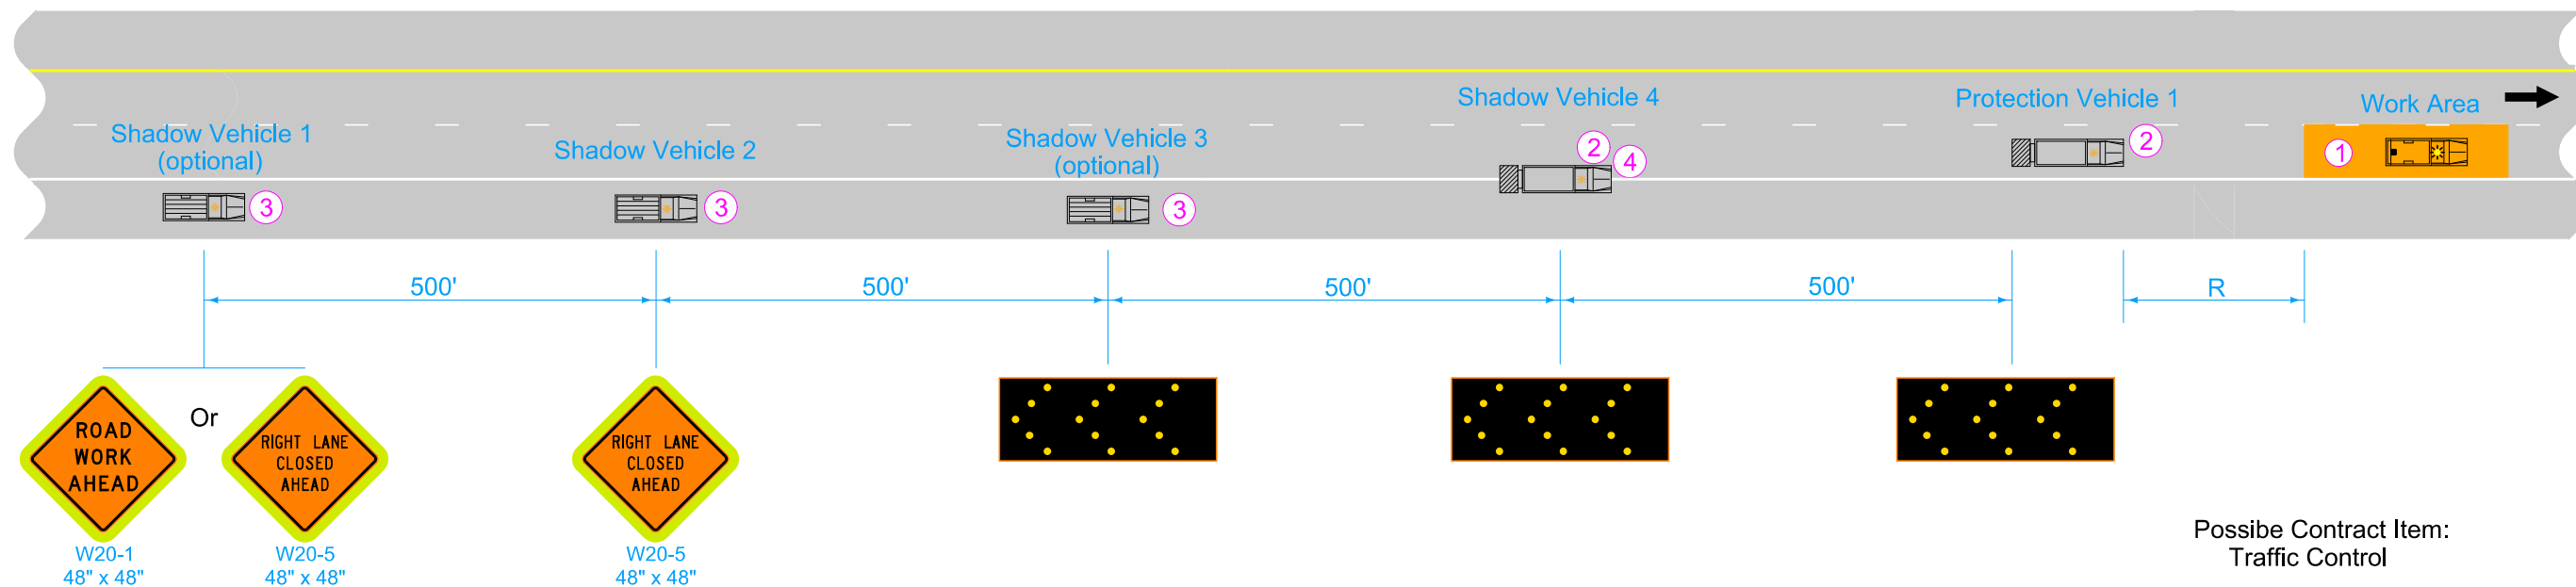 Shadow Vehicle 1
(optional)
3
Shadow Vehicle 2
3
Shadow Vehicle 3
(optional)
3
Shadow Vehicle 4
2
4
Protection Vehicle 1
2
Work Area
1
500'
500'
500'
500'
R
ROAD
WORK
AHEAD
W20-1
48" x 48"
Or
RIGHT LANE
CLOSED
AHEAD
W20-5
48" x 48"
RIGHT LANE
CLOSED
AHEAD
W20-5
48" x 48"
Possibe Contract Item:
Traffic Control